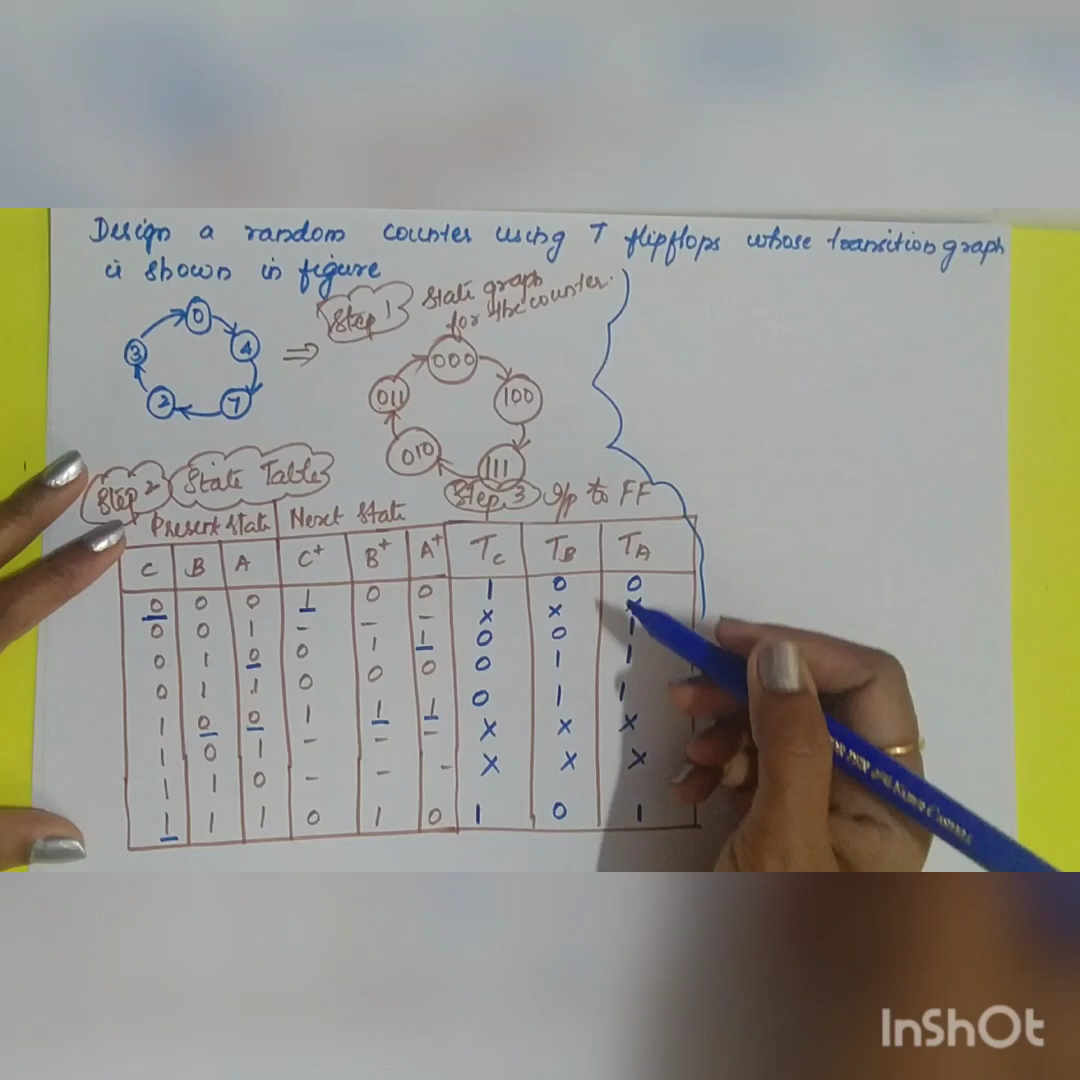 Design a random counter using T flipflops whose transition graph
is shown in figure
0
4
7
2
3
⇒
Step 1 State graph
for the counter.
000
100
111
010
011
Step 2 State Table
Step 3 i/p to FF
Present state Next state
C B A C+ B+ A+ TC TB TA
0 0 0 1 0 0 1 0 0
0 0 1 - - - x x x
0 1 0 0 1 1 0 0 1
0 1 1 0 0 0 0 1 1
1 0 0 1 1 1 0 1 1
1 0 1 - - - x x x
1 1 0 - - - x x x
1 1 1 0 1 0 1 0 1
InShOt